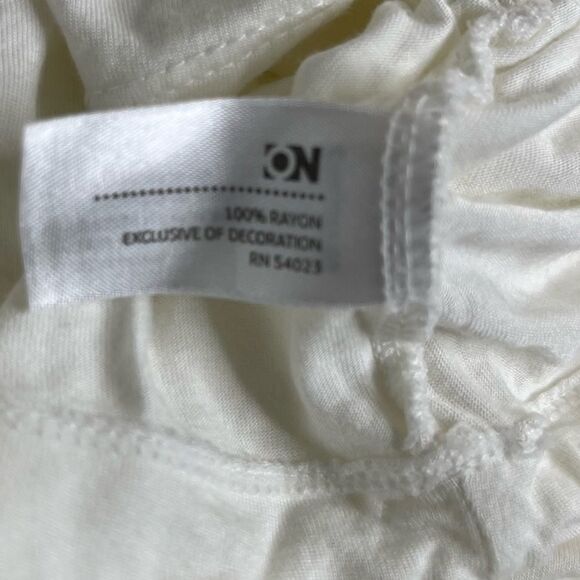 ON
100% RAYON
EXCLUSIVE OF DECORATION
RN 54023